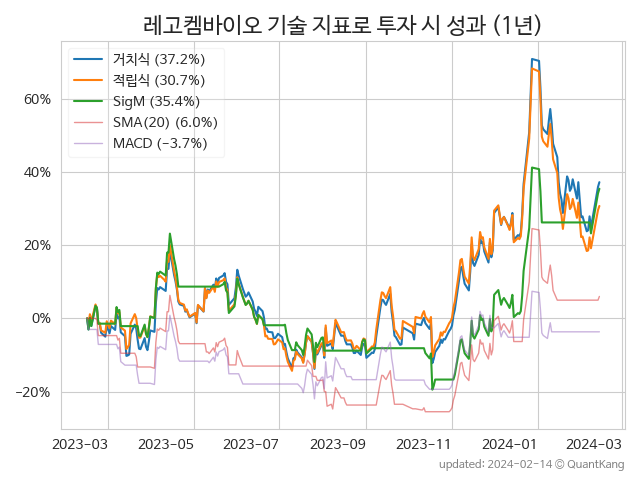 레고켐바이오 기술 지표로 투자 시 성과 (1년)
거치식 (37.2%)
적립식 (30.7%)
SigM (35.4%)
SMA(20) (6.0%)
MACD (−3.7%)
60%
40%
20%
0%
−20%
2023-03 2023-05 2023-07 2023-09 2023-11 2024-01 2024-03
updated: 2024-02-14 © QuantKang